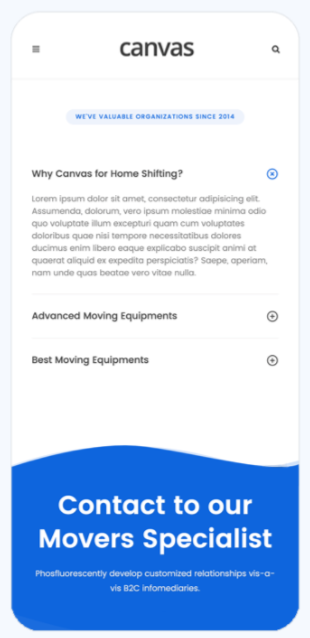 canvas
WE'VE VALUABLE ORGANIZATIONS SINCE 2014
Why Canvas for Home Shifting?
Lorem ipsum dolor sit amet, consectetur adipisicing elit.
Assumenda, dolorum, vero ipsum molestiae minima odio
quo voluptate illum excepturi quam cum voluptates
doloribus quae nisi tempore necessitatibus dolores
ducimus enim libero eaque explicabo suscipit animi at
quaerat aliquid ex expedita perspiciatis? Saepe, aperiam,
nam unde quas beatae vero vitae nulla.
Advanced Moving Equipments
Best Moving Equipments
Contact to our
Movers Specialist
Phosfluorescently develop customized relationships vis-a-
vis B2C infomediaries.